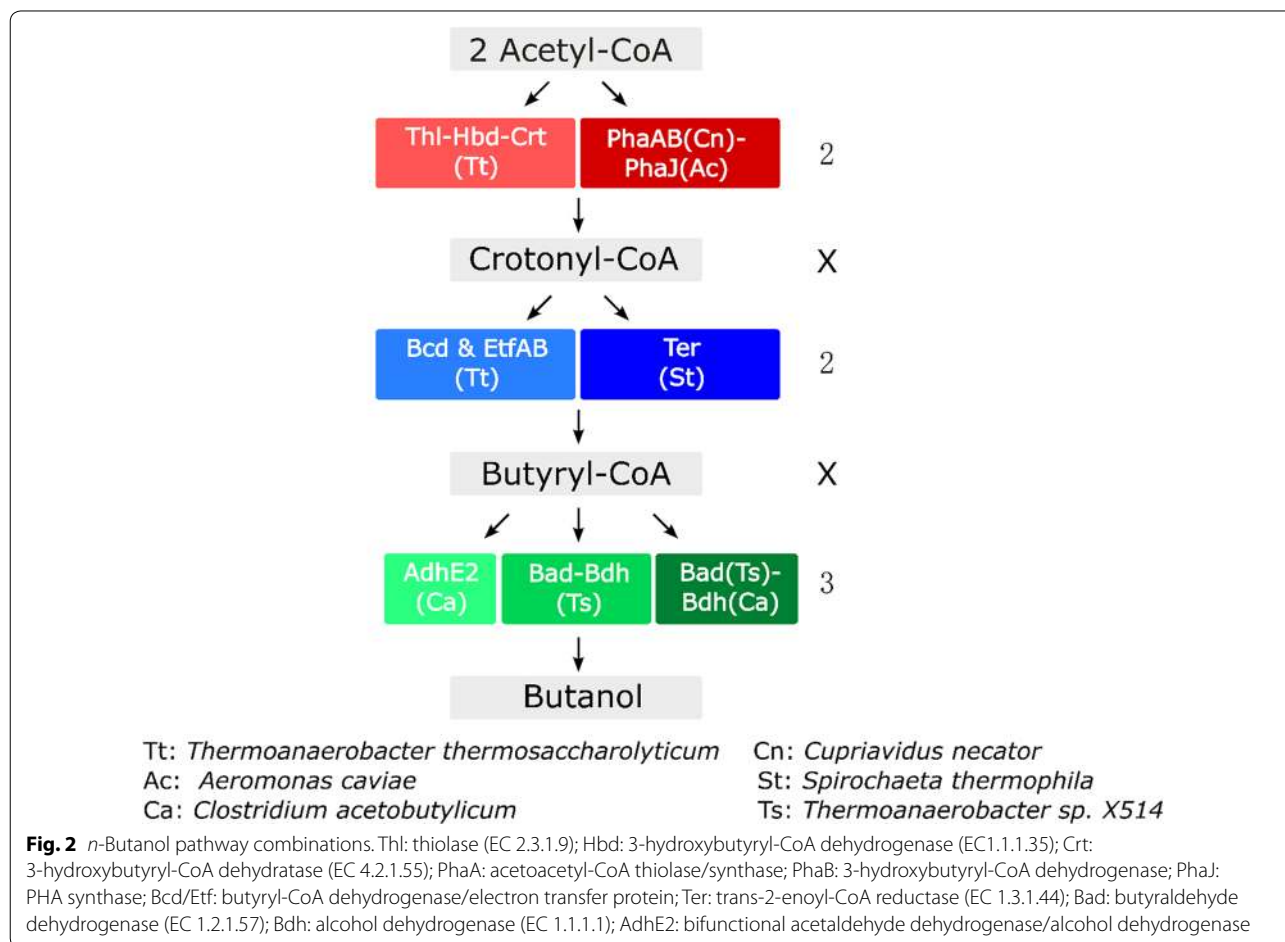 2 Acetyl-CoA
Thl-Hbd-Crt
(Tt)
PhaAB(Cn)-
PhaJ(Ac)
2
Crotonyl-CoA
X
Bcd & EtfAB
(Tt)
Ter
(St)
2
Butyryl-CoA
X
AdhE2
(Ca)
Bad-Bdh
(Ts)
Bad(Ts)-
Bdh(Ca)
3
Butanol
Tt: Thermoanaerobacter thermosaccharolyticum
Cn: Cupriavidus necator
Ac: Aeromonas caviae
St: Spirochaeta thermophila
Ca: Clostridium acetobutylicum
Ts: Thermoanaerobacter sp. X514
Fig. 2 n-Butanol pathway combinations. Thl: thiolase (EC 2.3.1.9); Hbd: 3-hydroxybutyryl-CoA dehydrogenase (EC1.1.1.35); Crt:
3-hydroxybutyryl-CoA dehydratase (EC 4.2.1.55); PhaA: acetoacetyl-CoA thiolase/synthase; PhaB: 3-hydroxybutyryl-CoA dehydrogenase; PhaJ:
PHA synthase; Bcd/Etf: butyryl-CoA dehydrogenase/electron transfer protein; Ter: trans-2-enoyl-CoA reductase (EC 1.3.1.44); Bad: butyraldehyde
dehydrogenase (EC 1.2.1.57); Bdh: alcohol dehydrogenase (EC 1.1.1.1); AdhE2: bifunctional acetaldehyde dehydrogenase/alcohol dehydrogenase